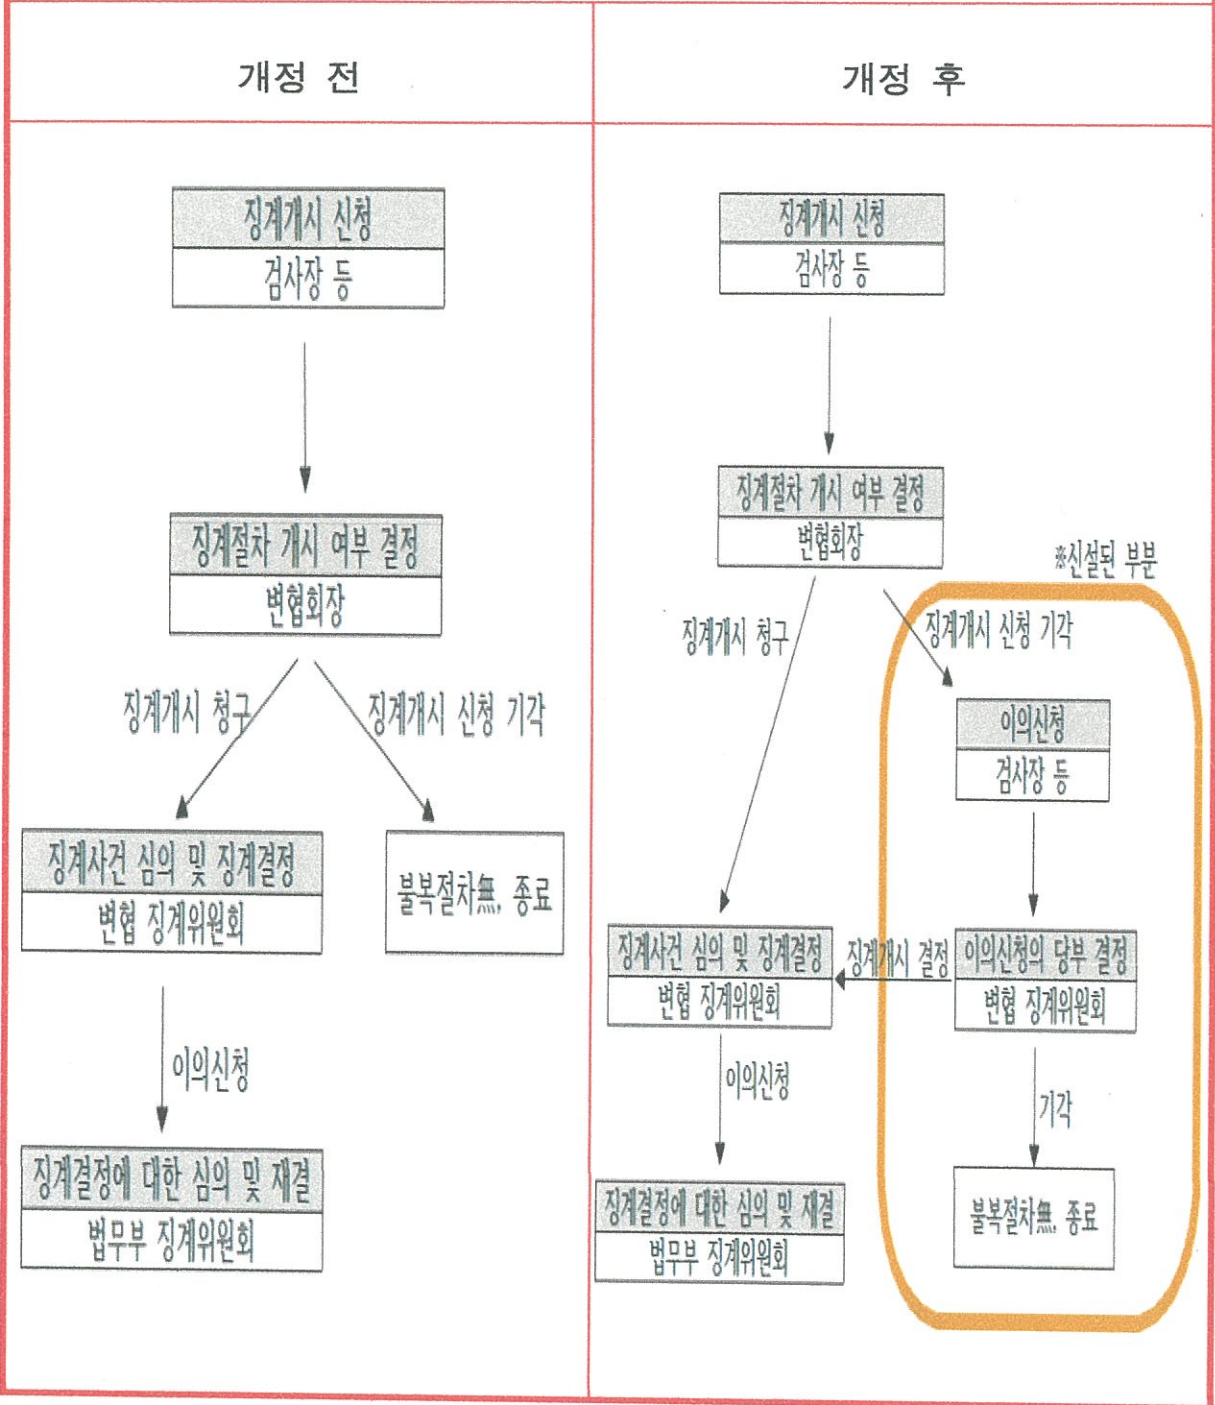 개정 전
징계개시 신청
검사장 등
징계절차 개시 여부 결정
변협회장
징계개시 청구
징계개시 신청 기각
징계사건 심의 및 징계결정
변협 징계위원회
불복절차無, 종료
이의신청
징계결정에 대한 심의 및 재결
법무부 징계위원회
개정 후
징계개시 신청
검사장 등
징계절차 개시 여부 결정
변협회장
※신설된 부분
징계개시 청구
징계개시 신청 기각
이의신청
검사장 등
징계사건 심의 및 징계결정
변협 징계위원회
징계개시 결정
이의신청의 당부 결정
변협 징계위원회
이의신청
기각
징계결정에 대한 심의 및 재결
법무부 징계위원회
불복절차無, 종료